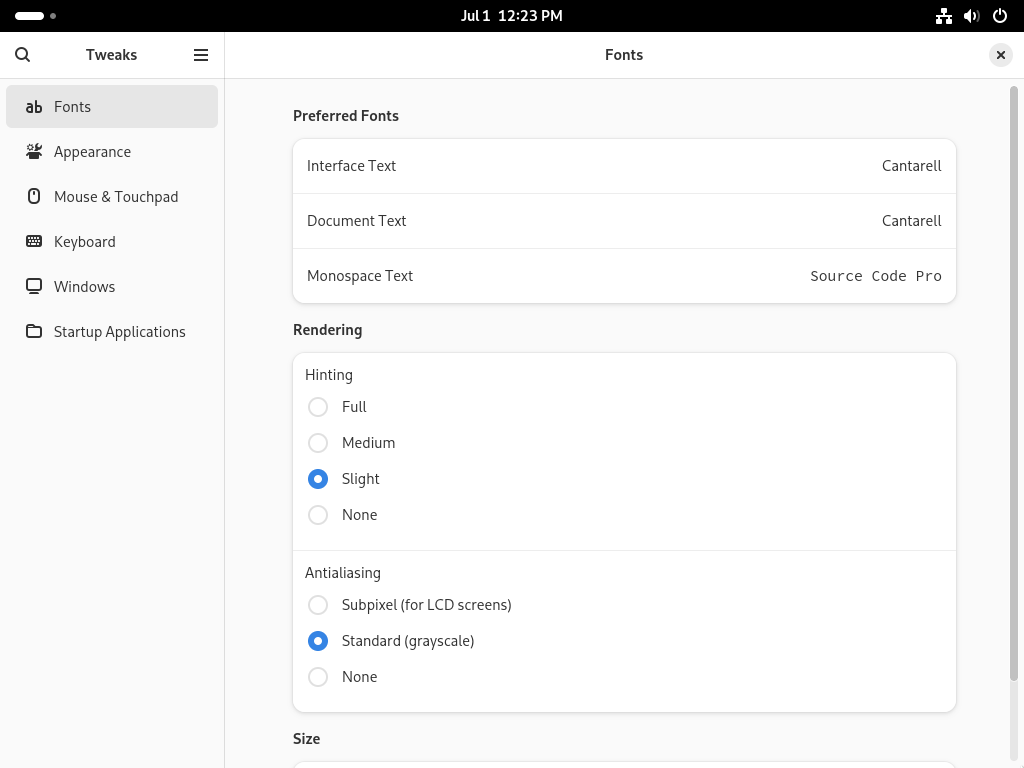 Jul 1 12:23 PM
Tweaks
Fonts
ab Fonts
Appearance
Mouse & Touchpad
Keyboard
Windows
Startup Applications
Preferred Fonts
Interface Text Cantarell
Document Text Cantarell
Monospace Text Source Code Pro
Rendering
Hinting
Full
Medium
Slight
None
Antialiasing
Subpixel (for LCD screens)
Standard (grayscale)
None
Size